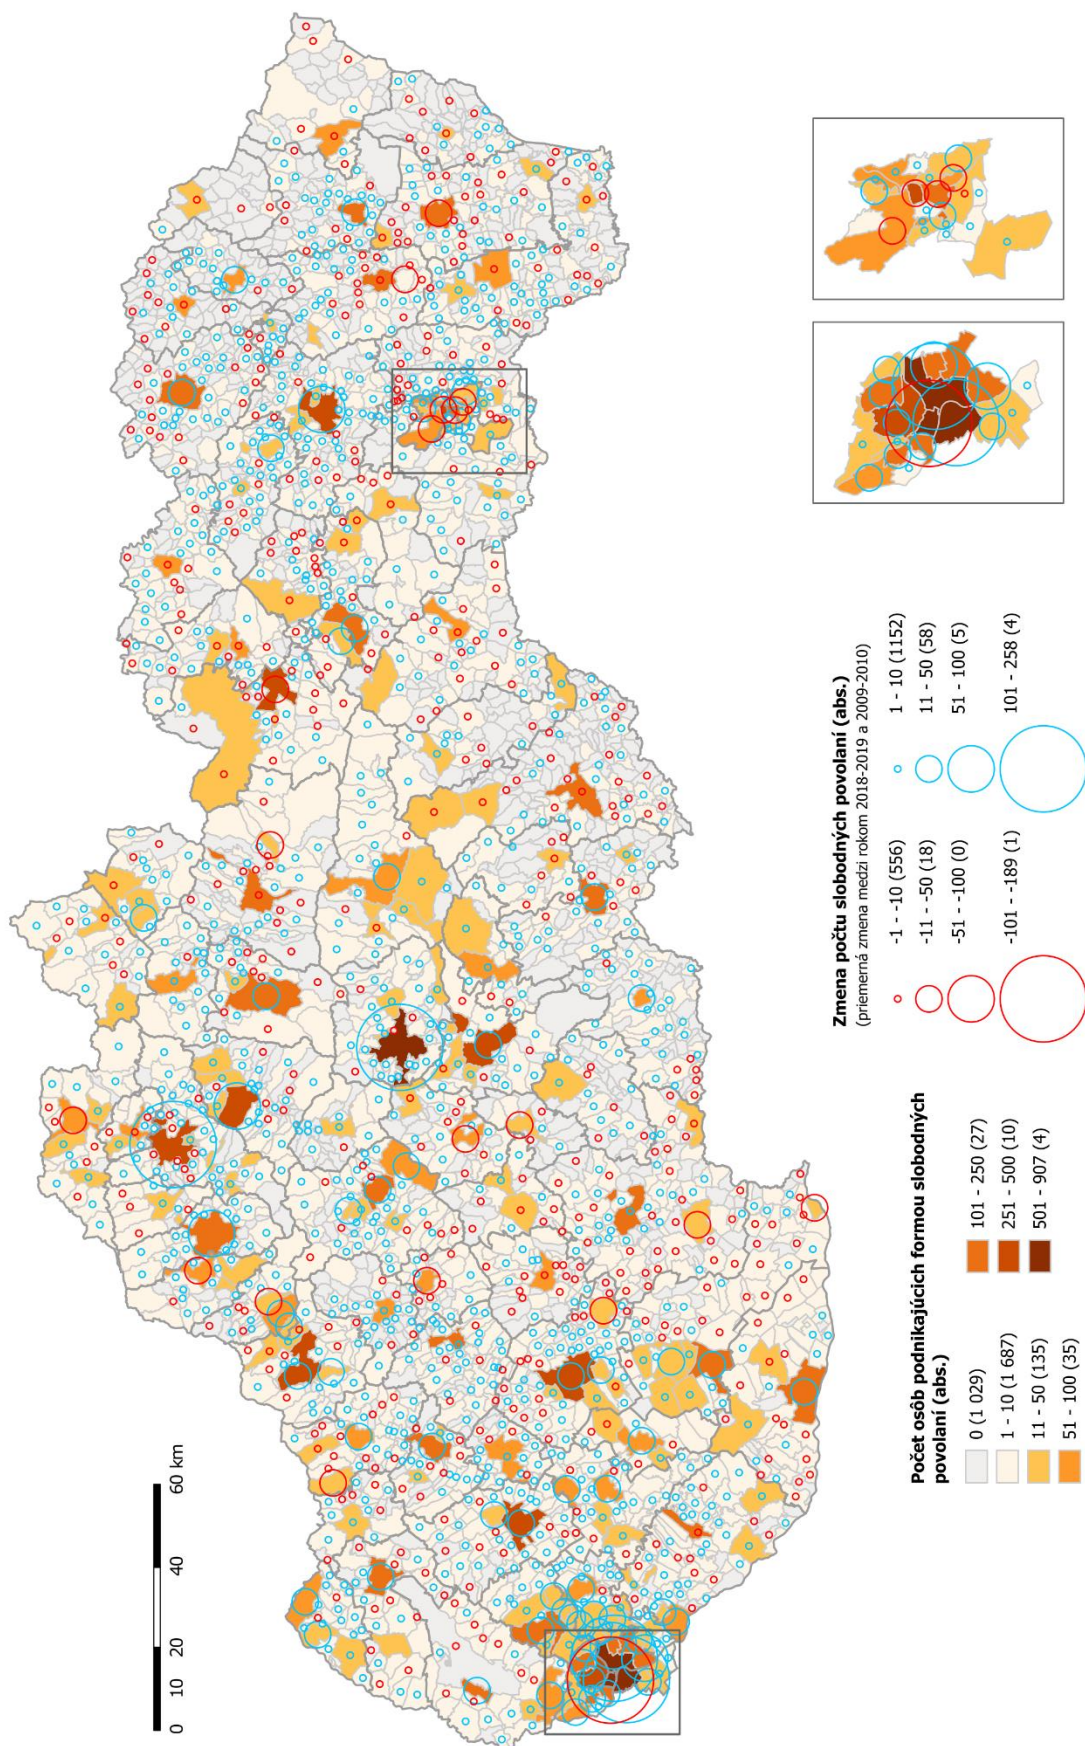 0 10 20 40 60 km
Počet osôb podnikajúcich formou slobodných
povolaní (abs.)
0 (1 029)
1 - 10 (1 687)
11 - 50 (135)
51 - 100 (35)
101 - 250 (27)
251 - 500 (10)
501 - 907 (4)
Zmena počtu slobodných povolaní (abs.)
(priemerná zmena medzi rokom 2018-2019 a 2009-2010)
-1 - -10 (556)
-11 - -50 (18)
-51 - -100 (0)
-101 - -189 (1)
1 - 10 (1152)
11 - 50 (58)
51 - 100 (5)
101 - 258 (4)